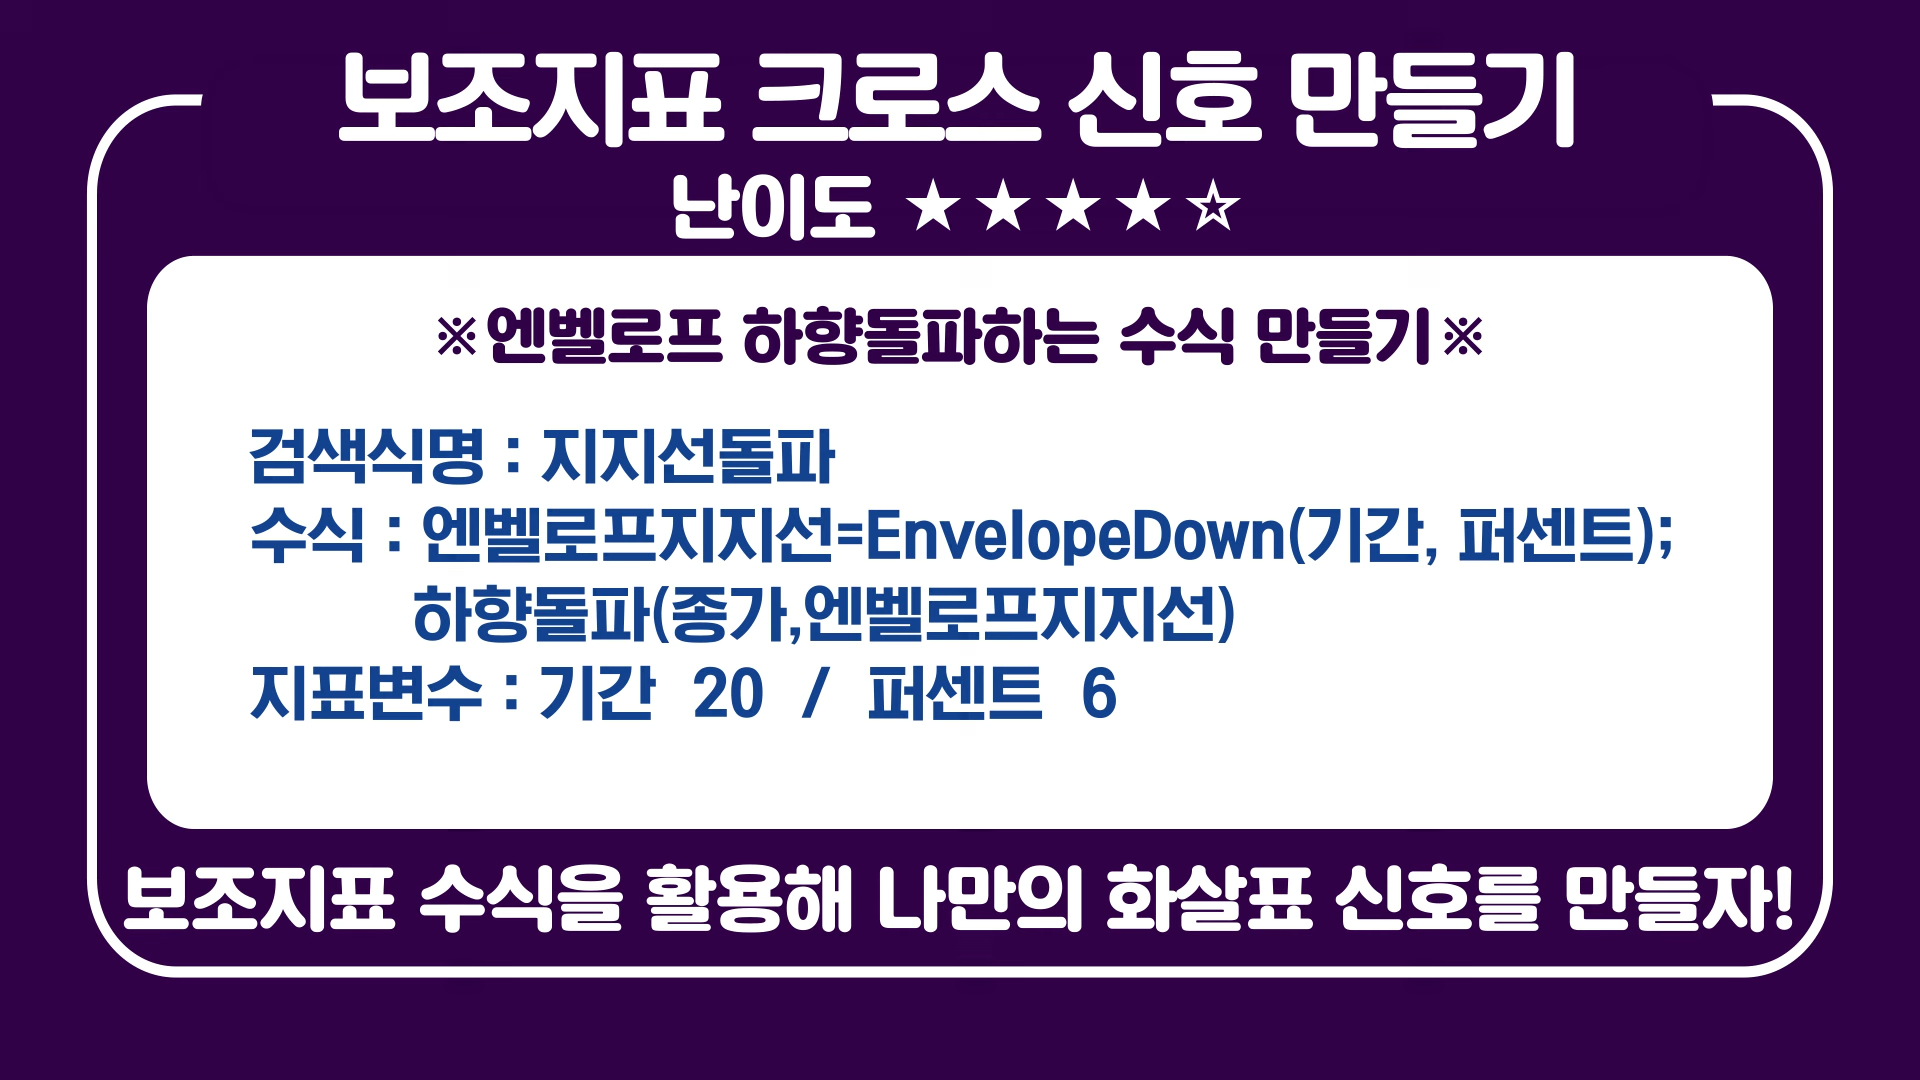 보조지표 크로스 신호 만들기
난이도 ★★★★☆
※엔벨로프 하향돌파하는 수식 만들기※
검색식명 : 지지선돌파
수식 : 엔벨로프지지선=EnvelopeDown(기간, 퍼센트);
하향돌파(종가,엔벨로프지지선)
지표변수 : 기간 20 / 퍼센트 6
보조지표 수식을 활용해 나만의 화살표 신호를 만들자!